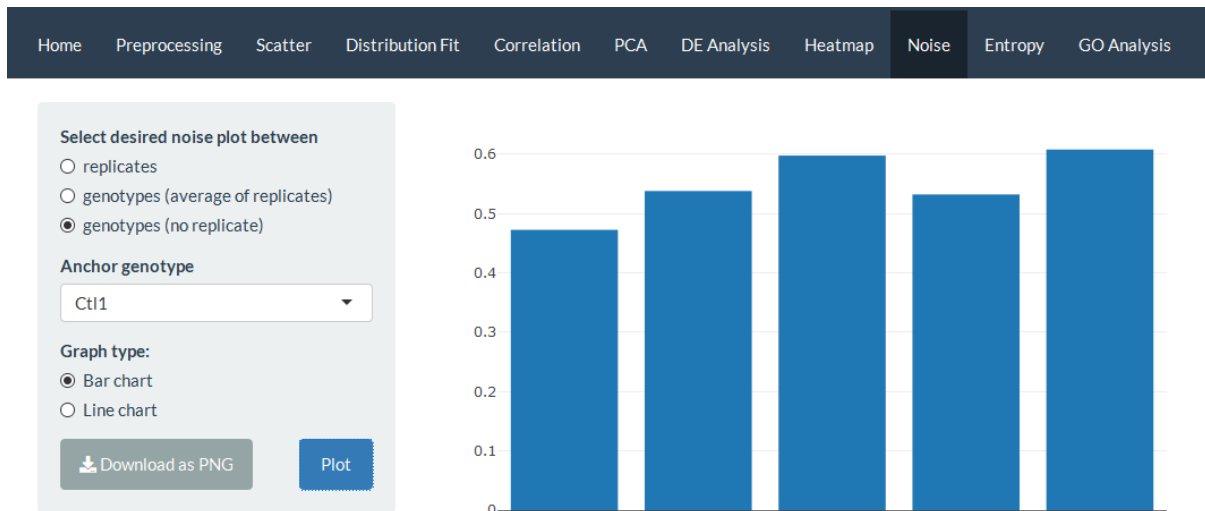 Home Preprocessing Scatter Distribution Fit Correlation PCA DE Analysis Heatmap Noise Entropy GO Analysis
Select desired noise plot between
replicates
genotypes (average of replicates)
genotypes (no replicate)
Anchor genotype
Ctl1
Graph type:
Bar chart
Line chart
Download as PNG Plot
0.6
0.5
0.4
0.3
0.2
0.1
0